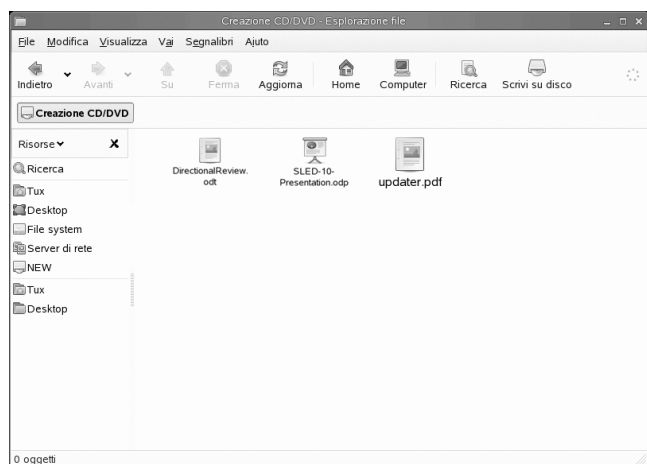 Creazione CD/DVD - Esplorazione file
File Modifica Visualizza Vai Segnalibri Aiuto
Indietro Avanti Su Ferma Aggiorna Home Computer Ricerca Scrivi su disco
Creazione CD/DVD
Risorse
Ricerca
Tux
Desktop
File system
Server di rete
NEW
Tux
Desktop
DirectionalReview.
odt
SLED-10-
Presentation.odp
updater.pdf
0 oggetti